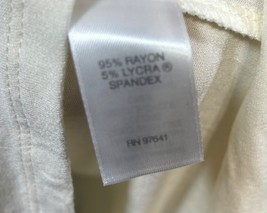 95% RAYON
5% LYCRA ®
SPANDEX
RN 97641